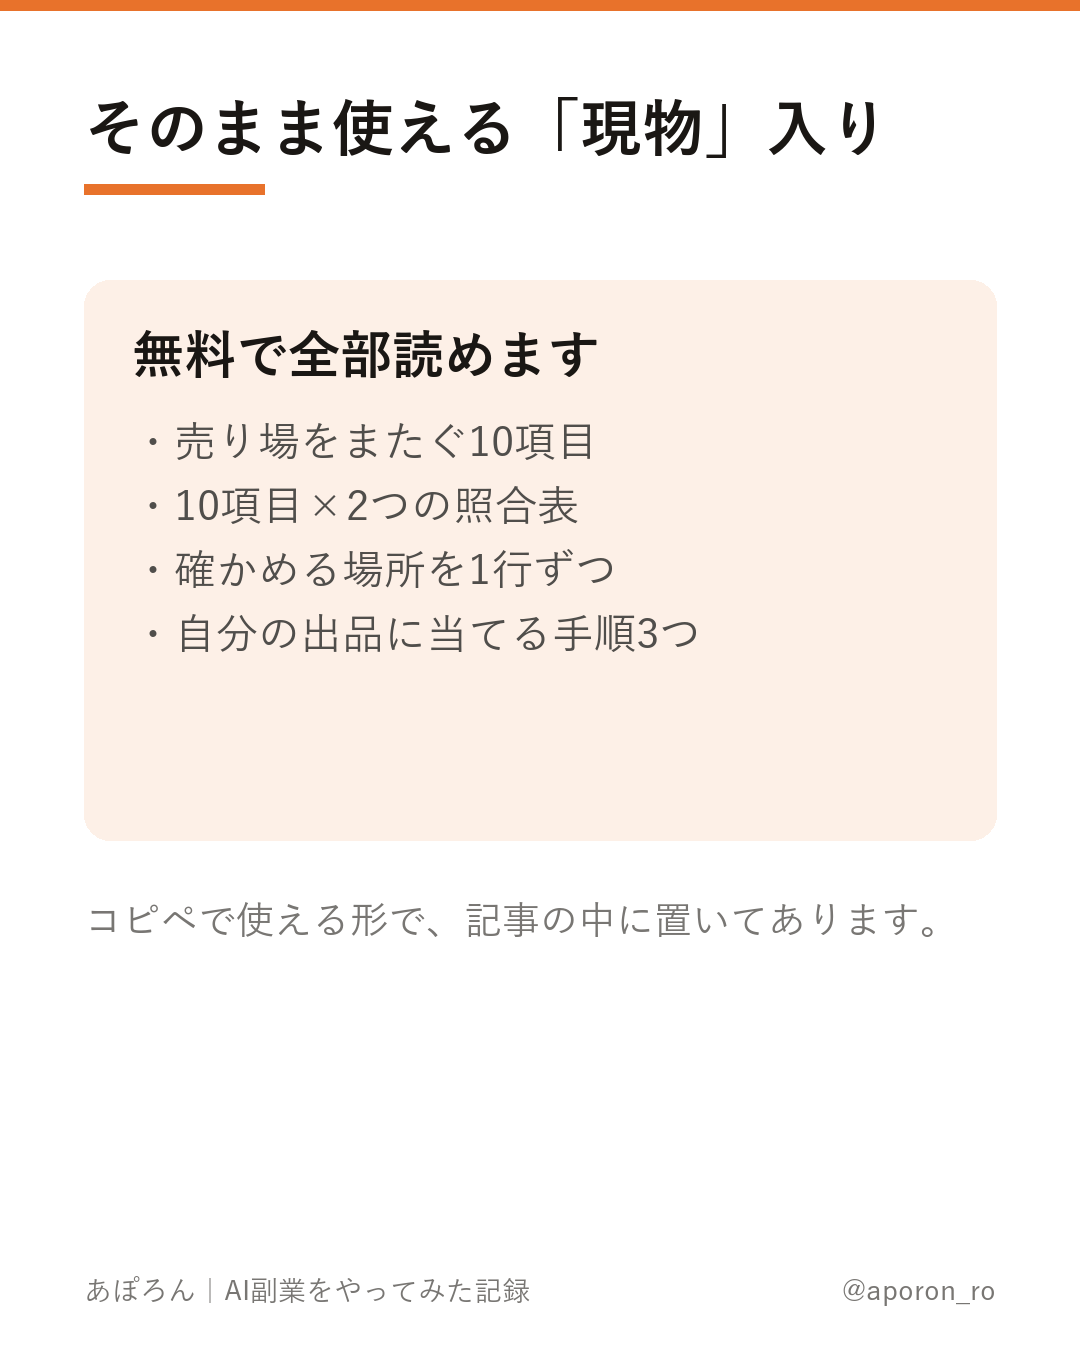 そのまま使える「現物」入り
無料で全部読めます
・売り場をまたぐ10項目
・10項目×2つの照合表
・確かめる場所を1行ずつ
・自分の出品に当てる手順3つ
コピペで使える形で、記事の中に置いてあります。
あぽろん｜AI副業をやってみた記録
@aporon_ro